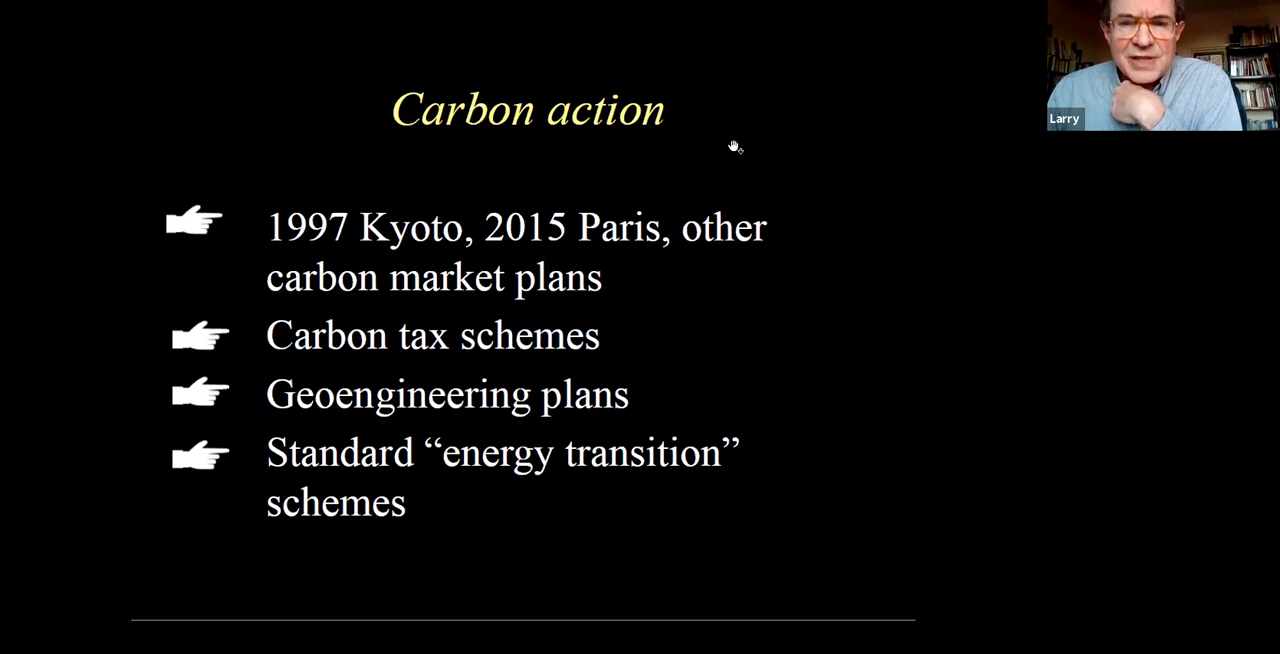 Carbon action
Larry
1997 Kyoto, 2015 Paris, other
carbon market plans
Carbon tax schemes
Geoengineering plans
Standard “energy transition”
schemes